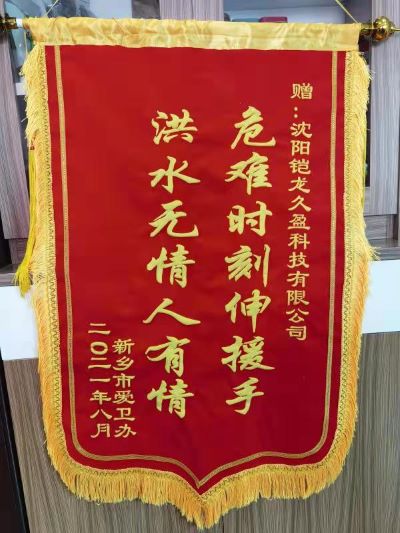 赠：沈阳铠龙久盈科技有限公司
危难时刻伸援手
洪水无情人有情
新乡市爱卫办
二〇二一年八月